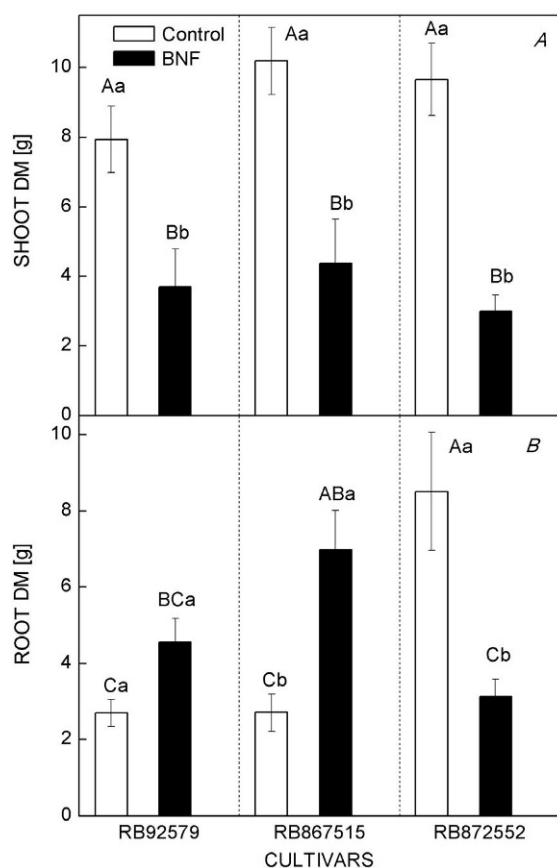 Control
BNF
A
Aa
Aa
Aa
Bb
Bb
Bb
SHOOT DM [g]
10
8
6
4
2
0
B
Ca
BCa
Cb
ABa
Aa
Cb
ROOT DM [g]
10
8
6
4
2
0
RB92579 RB867515 RB872552
CULTIVARS